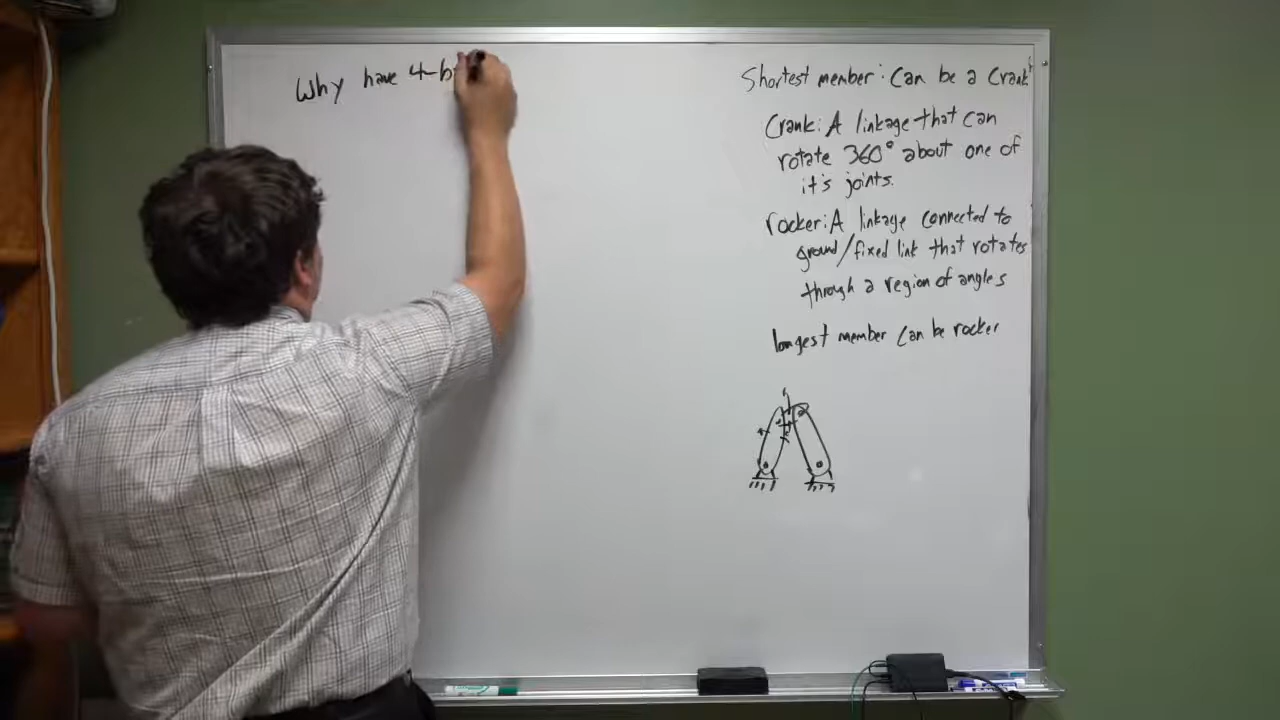 Why have 4-b
Shortest member: Can be a Crank
Crank: A linkage that can
rotate 360° about one of
it's joints.
rocker: A linkage connected to
ground/fixed link that rotates
through a region of angles
longest member can be rocker